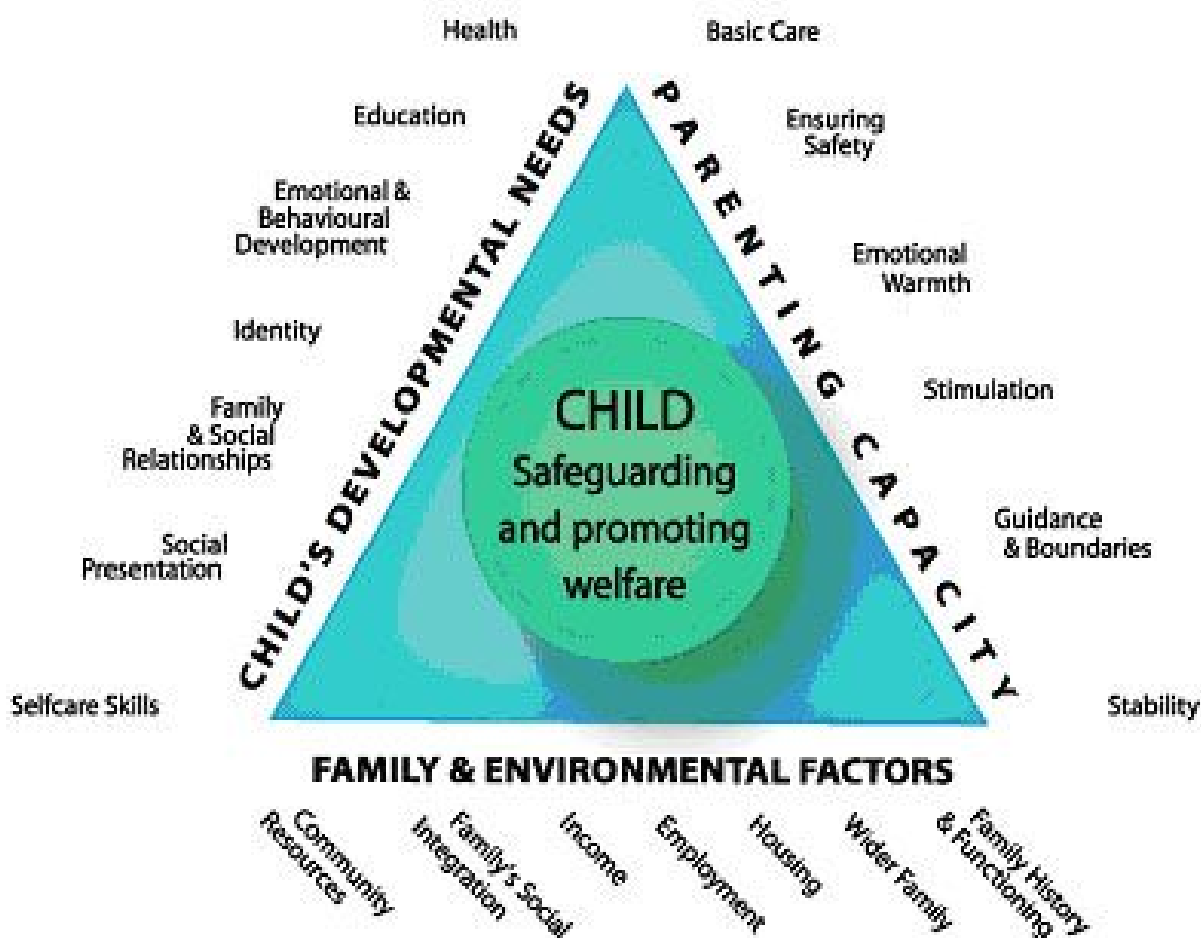 Health
Basic Care
Education
Ensuring
Safety
Emotional &
Behavioural
Development
Emotional
Warmth
Identity
Stimulation
Family
& Social
Relationships
Guidance
& Boundaries
Social
Presentation
Selfcare Skills
Stability
CHILD'S DEVELOPMENTAL NEEDS
PARENTING CAPACITY
CHILD
Safeguarding
and promoting
welfare
FAMILY & ENVIRONMENTAL FACTORS
Community
Resources
Family's Social
Integration
Income
Employment
Housing
Wider Family
Family History
& Functioning